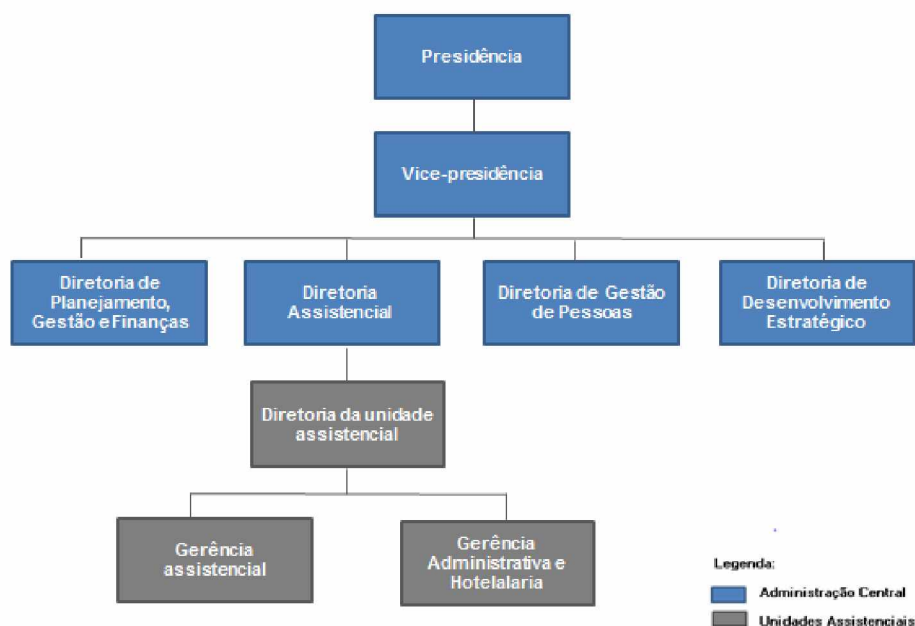 Presidência
Vice-presidência
Diretoria de
Planejamento,
Gestão e Finanças
Diretoria
Assistencial
Diretoria de Gestão
de Pessoas
Diretoria de
Desenvolvimento
Estratégico
Diretoria da unidade
assistencial
Gerência
assistencial
Gerência
Administrativa e
Hotelalaria
Legenda:
Administração Central
Unidades Assistenciais